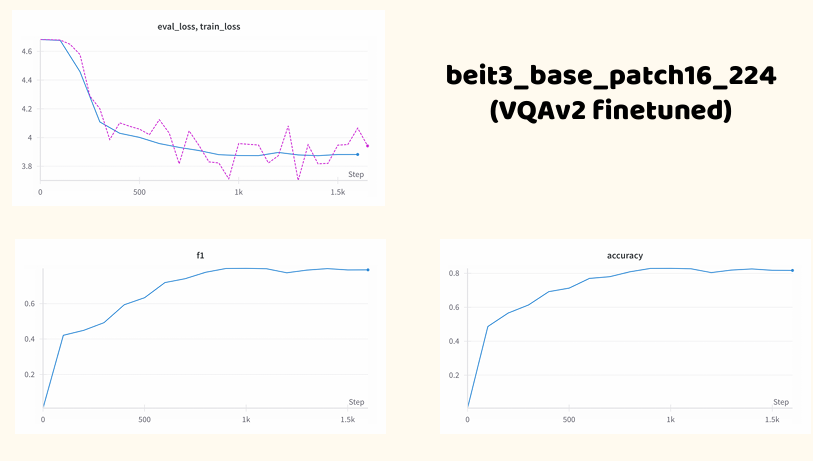 eval_loss, train_loss
4.6
4.4
4.2
4
3.8
Step
0 500 1k 1.5k
beit3_base_patch16_224
(VQAv2 finetuned)
f1
0.6
0.4
0.2
Step
0 500 1k 1.5k
accuracy
0.8
0.6
0.4
0.2
Step
0 500 1k 1.5k